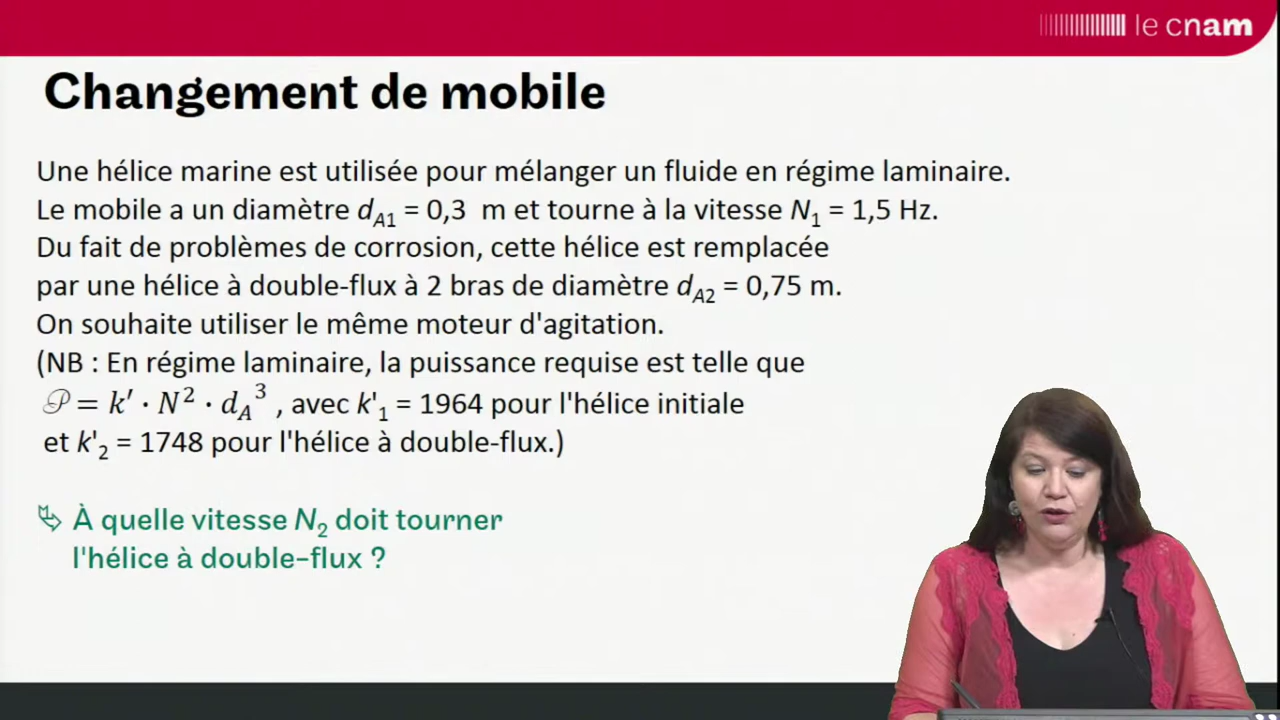 le cnam
Changement de mobile
Une hélice marine est utilisée pour mélanger un fluide en régime laminaire.
Le mobile a un diamètre d_A1 = 0,3 m et tourne à la vitesse N_1 = 1,5 Hz.
Du fait de problèmes de corrosion, cette hélice est remplacée
par une hélice à double-flux à 2 bras de diamètre d_A2 = 0,75 m.
On souhaite utiliser le même moteur d'agitation.
(NB : En régime laminaire, la puissance requise est telle que
𝒫 = k′ · N² · d_A³ , avec k'_1 = 1964 pour l'hélice initiale
et k'_2 = 1748 pour l'hélice à double-flux.)
À quelle vitesse N_2 doit tourner
l'hélice à double-flux ?